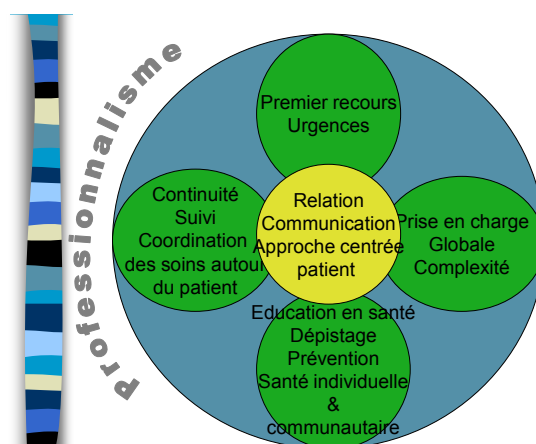 Professionnalisme
Premier recours
Urgences
Continuité
Suivi
Coordination
des soins autour
du patient
Relation
Communication
Approche centrée
patient
Prise en charge
Globale
Complexité
Education en santé
Dépistage
Prévention
Santé individuelle
&
communautaire